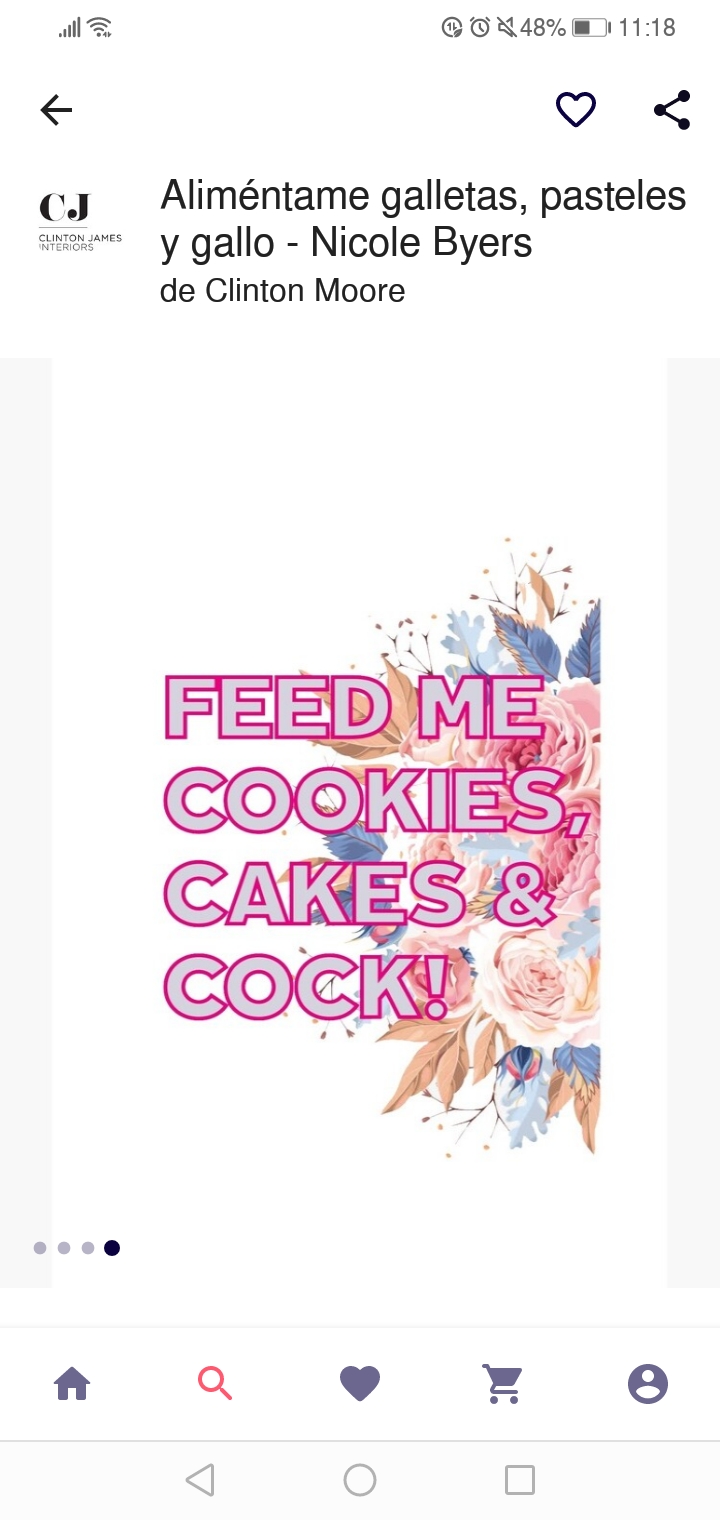 48% 11:18
CJ
CLINTON JAMES
INTERIORS
Aliméntame galletas, pasteles
y gallo - Nicole Byers
de Clinton Moore
FEED ME
COOKIES,
CAKES &
COCK!